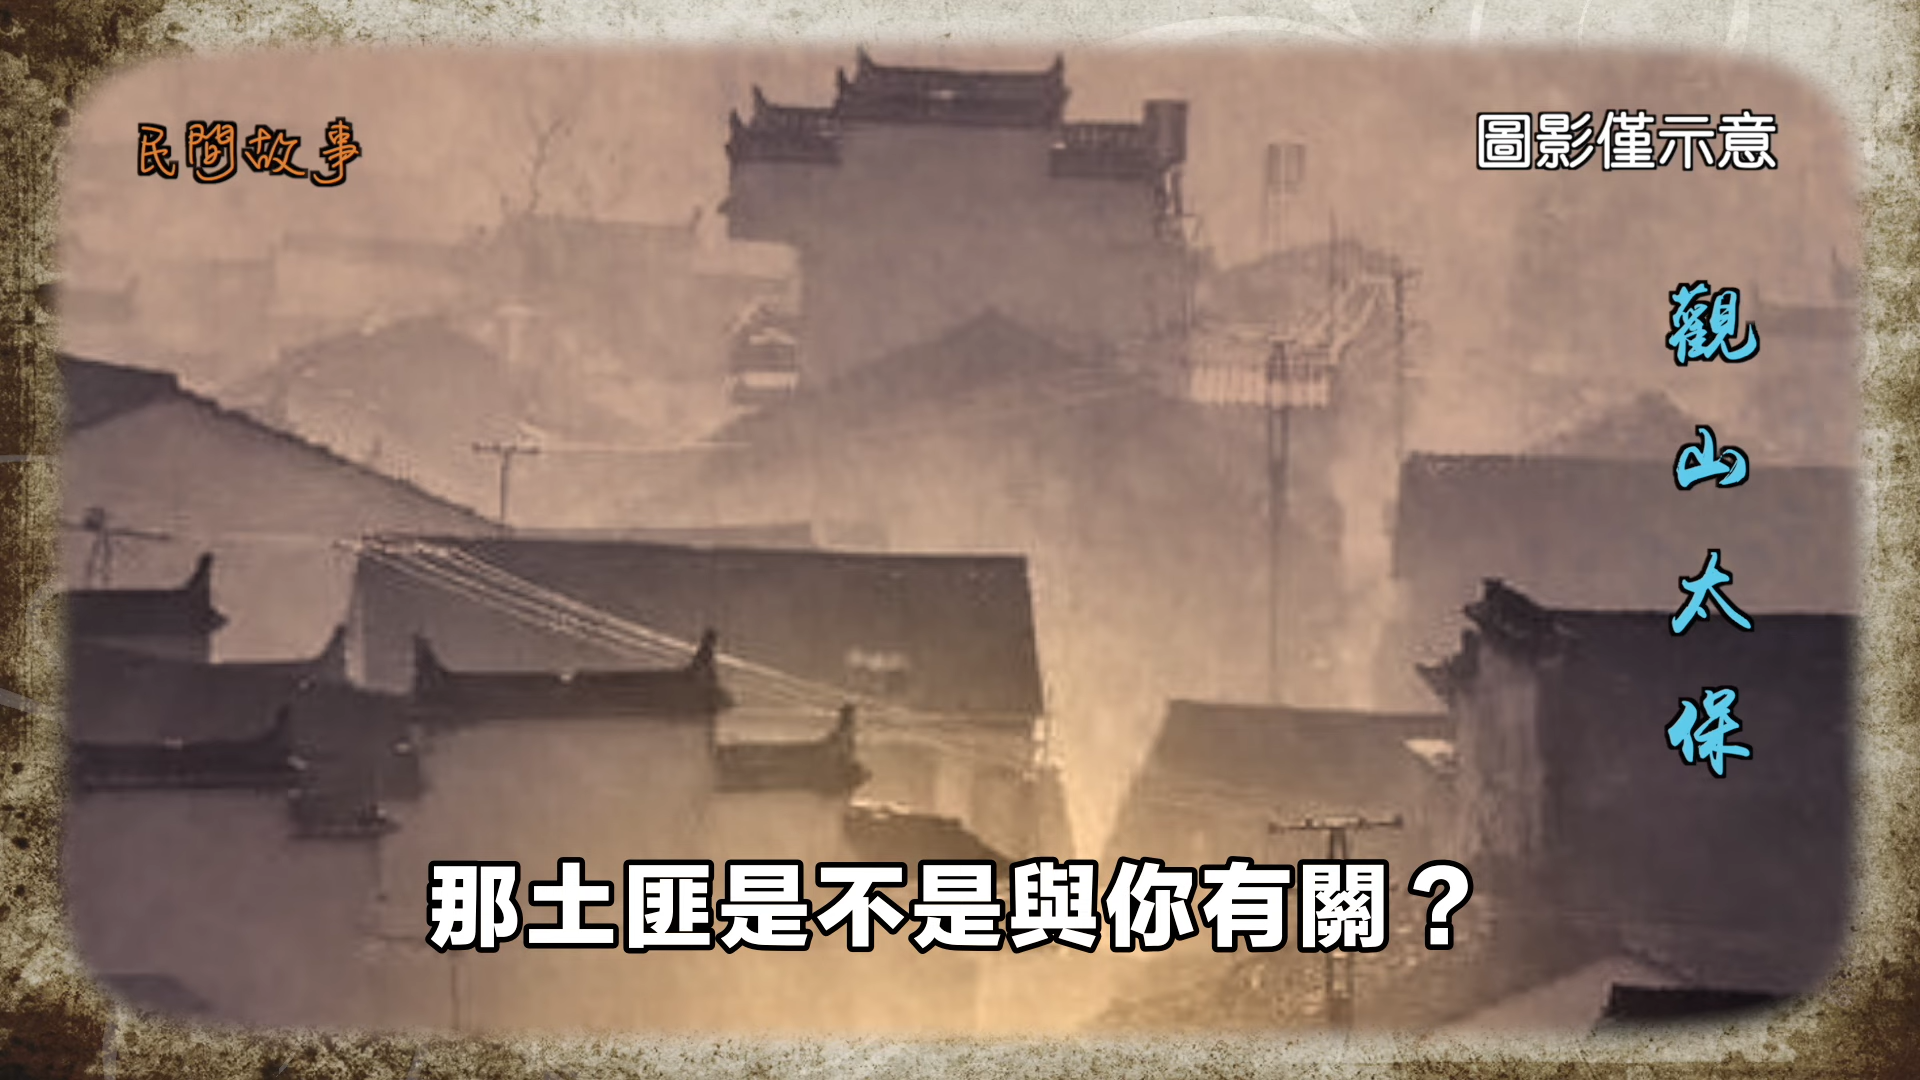 民間故事
圖影僅示意
觀山太保
那土匪是不是與你有關？